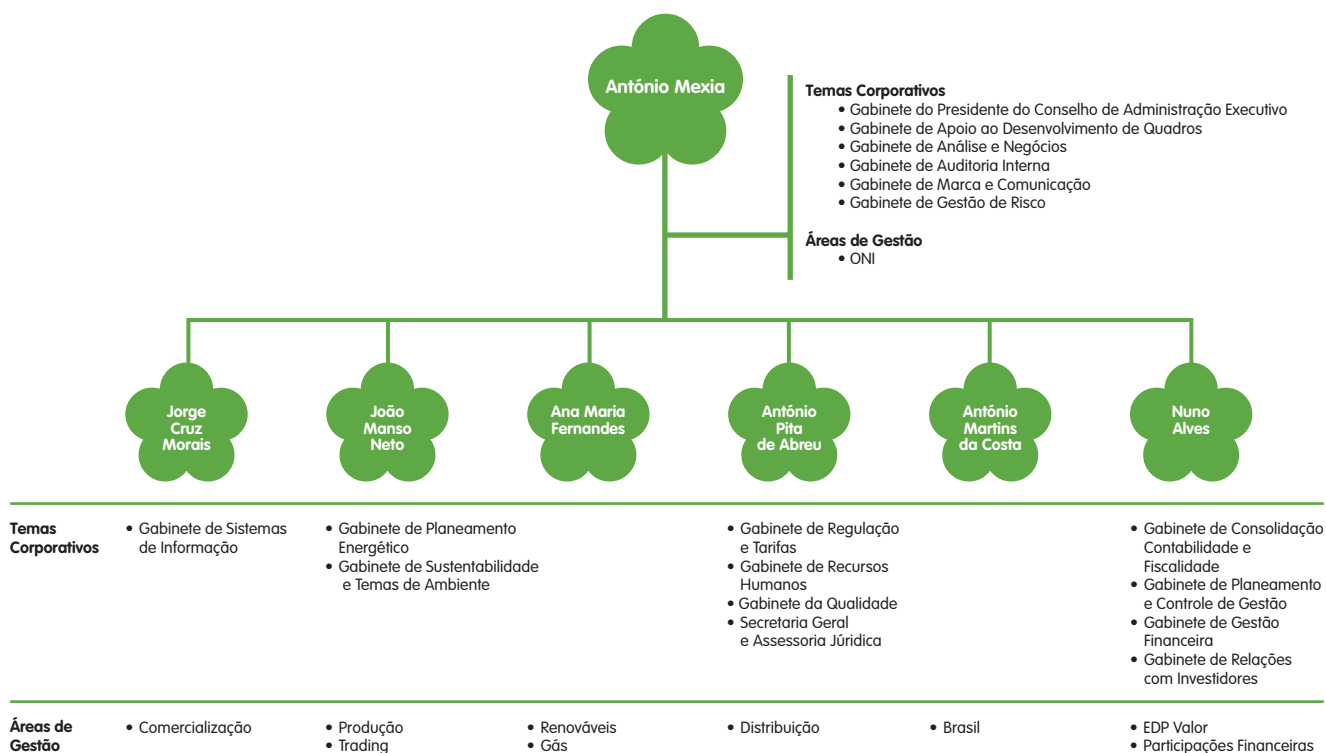 António Mexia
Temas Corporativos
• Gabinete do Presidente do Conselho de Administração Executivo
• Gabinete de Apoio ao Desenvolvimento de Quadros
• Gabinete de Análise e Negócios
• Gabinete de Auditoria Interna
• Gabinete de Marca e Comunicação
• Gabinete de Gestão de Risco
Áreas de Gestão
• ONI
Jorge
Cruz
Morais
João
Manso
Neto
Ana Maria
Fernandes
António
Pita
de Abreu
António
Martins
da Costa
Nuno
Alves
Temas
Corporativos
• Gabinete de Sistemas
de Informação
• Gabinete de Planeamento
Energético
• Gabinete de Sustentabilidade
e Temas de Ambiente
• Gabinete de Regulação
e Tarifas
• Gabinete de Recursos
Humanos
• Gabinete da Qualidade
• Secretaria Geral
e Assessoria Júridica
• Gabinete de Consolidação
Contabilidade e
Fiscalidade
• Gabinete de Planeamento
e Controle de Gestão
• Gabinete de Gestão
Financeira
• Gabinete de Relações
com Investidores
Áreas de
Gestão
• Comercialização
• Produção
• Trading
• Renováveis
• Gás
• Distribuição
• Brasil
• EDP Valor
• Participações Financeiras